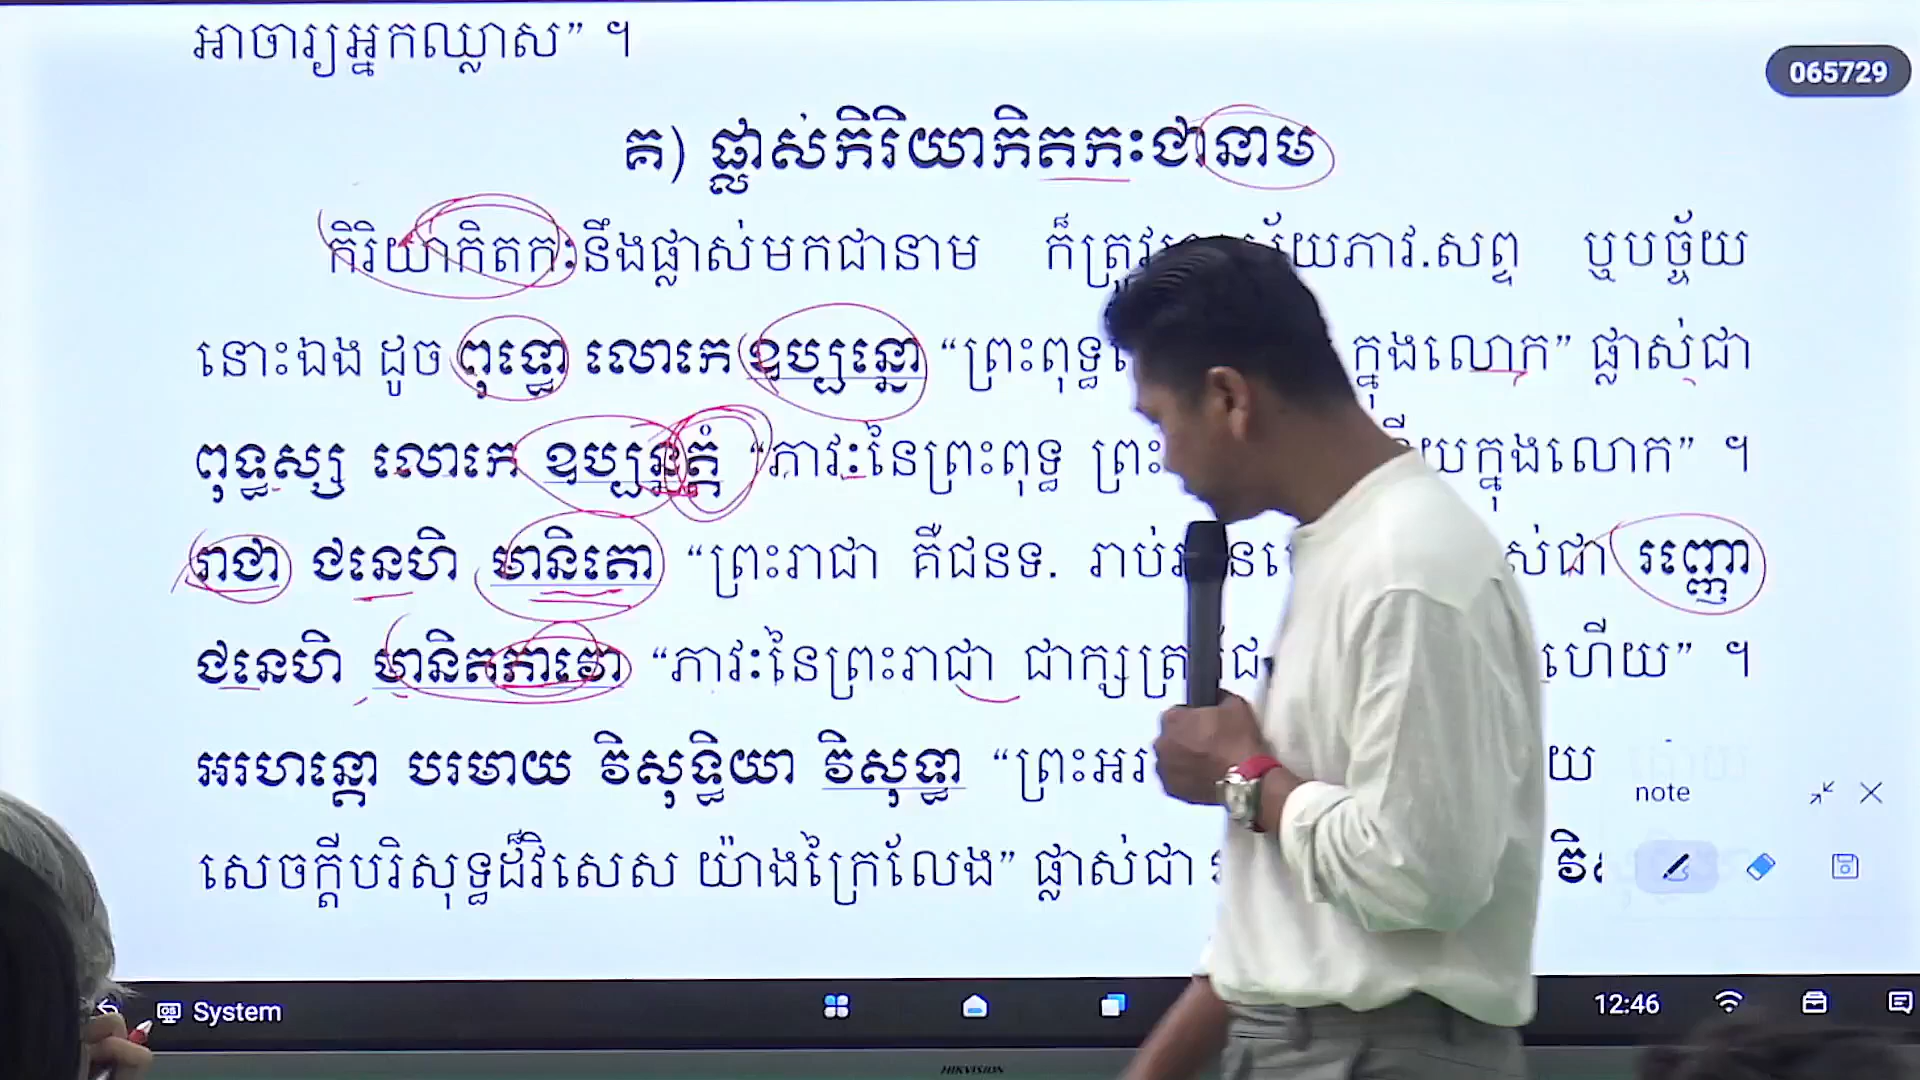 អាចារ្យអ្នកឈ្លាស” ។
065729
គ) ផ្លាស់កិរិយាកិតកៈជានាម
កិរិយាកិតកៈនឹងផ្លាស់មកជានាម ក៏ត្រូវ ភាវ.សព្ទ ឬបច្ច័យ
នោះឯង ដូច ពុទ្ធោ លោកេ ឧប្បន្នោ “ព្រះពុទ្ធ ក្នុងលោក” ផ្លាស់ជា
ពុទ្ធស្ស លោកេ ឧប្បន្នត្តំ “ភាវៈនៃព្រះពុទ្ធ ព្រះ ក្នុងលោក” ។
រាជា ជនេហិ មានិតោ “ព្រះរាជា គឺជនទ. រាប់ ជា រញ្ញោ
ជនេហិ មានិតភាវោ “ភាវៈនៃព្រះរាជា ជាក្សត្រ ហើយ” ។
អរហន្តោ បរមាយ វិសុទ្ធិយា វិសុទ្ធា “ព្រះអរ
note
សេចក្តីបរិសុទ្ធដ៏វិសេស យ៉ាងក្រៃលែង” ផ្លាស់ជា
System
12:46
HIKVISION